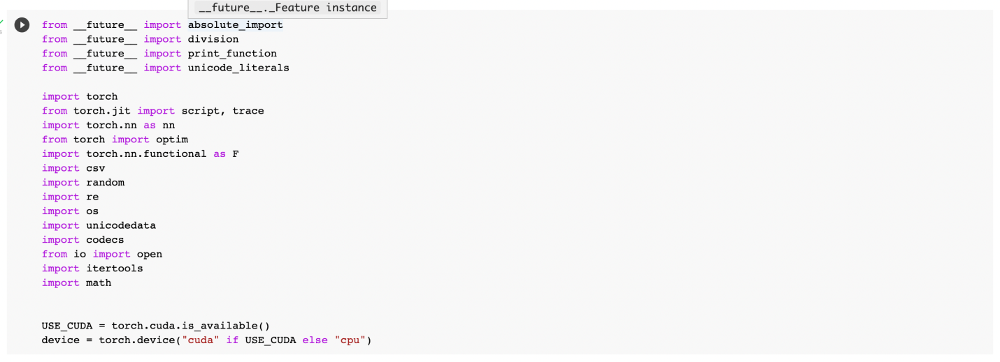 __future__._Feature instance
from __future__ import absolute_import
from __future__ import division
from __future__ import print_function
from __future__ import unicode_literals
import torch
from torch.jit import script, trace
import torch.nn as nn
from torch import optim
import torch.nn.functional as F
import csv
import random
import re
import os
import unicodedata
import codecs
from io import open
import itertools
import math
USE_CUDA = torch.cuda.is_available()
device = torch.device("cuda" if USE_CUDA else "cpu")